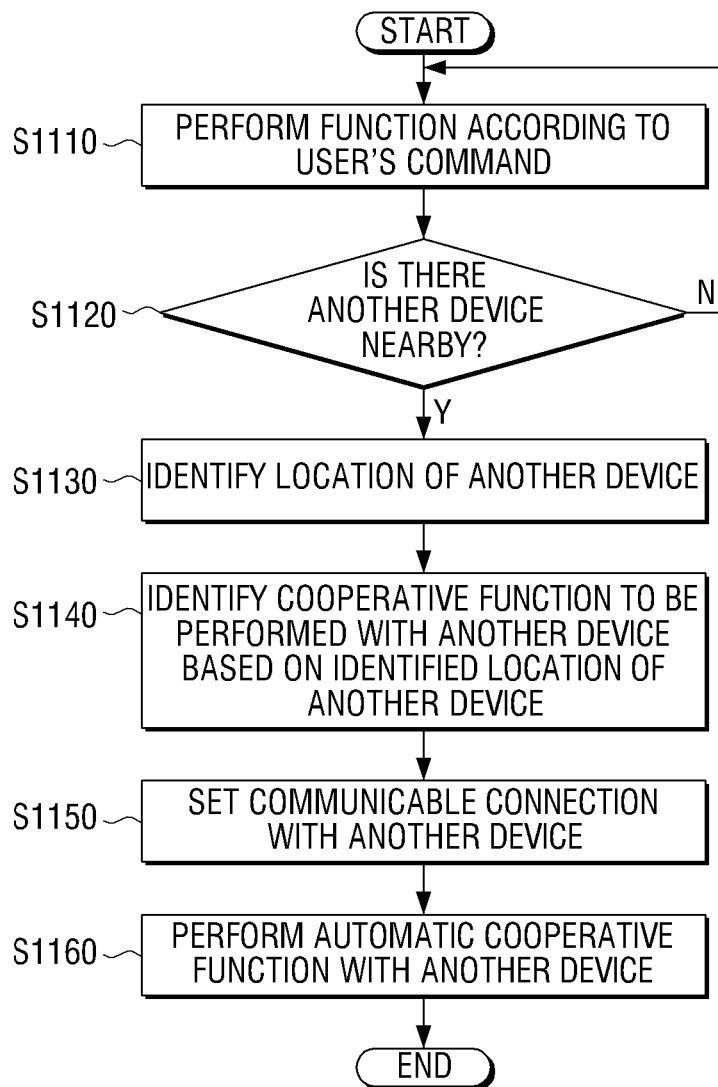 START
S1110
PERFORM FUNCTION ACCORDING TO
USER'S COMMAND
S1120
IS THERE
ANOTHER DEVICE
NEARBY?
N
Y
S1130
IDENTIFY LOCATION OF ANOTHER DEVICE
S1140
IDENTIFY COOPERATIVE FUNCTION TO BE
PERFORMED WITH ANOTHER DEVICE
BASED ON IDENTIFIED LOCATION OF
ANOTHER DEVICE
S1150
SET COMMUNICABLE CONNECTION
WITH ANOTHER DEVICE
S1160
PERFORM AUTOMATIC COOPERATIVE
FUNCTION WITH ANOTHER DEVICE
END